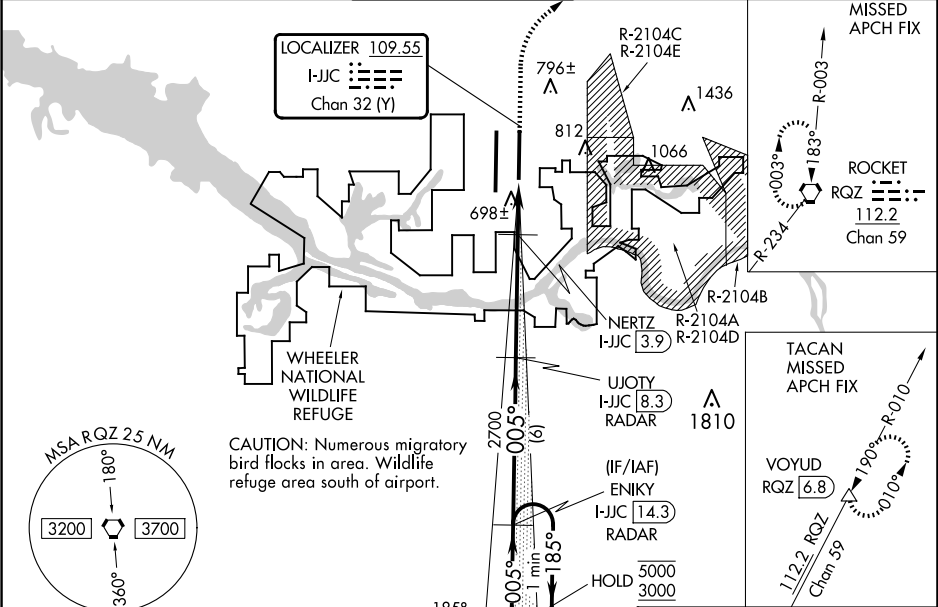 LOCALIZER 109.55
I-JJC
Chan 32 (Y)
R-2104C
R-2104E
796±
1436
812
1066
698±
MISSED
APCH FIX
R-003
183°
003°
ROCKET
RQZ
112.2
Chan 59
R-234
R-2104B
R-2104A
R-2104D
NERTZ
I-JJC 3.9
UJOTY
I-JJC 8.3
RADAR
1810
WHEELER
NATIONAL
WILDLIFE
REFUGE
CAUTION: Numerous migratory
bird flocks in area. Wildlife
refuge area south of airport.
2700
005°
(6)
(IF/IAF)
ENIKY
I-JJC 14.3
RADAR
005°
1 min
185°
HOLD 5000
3000
195°
MSA RQZ 25 NM
180°
3200
3700
360°
TACAN
MISSED
APCH FIX
R-010
190°
010°
VOYUD
RQZ 6.8
112.2 RQZ
Chan 59